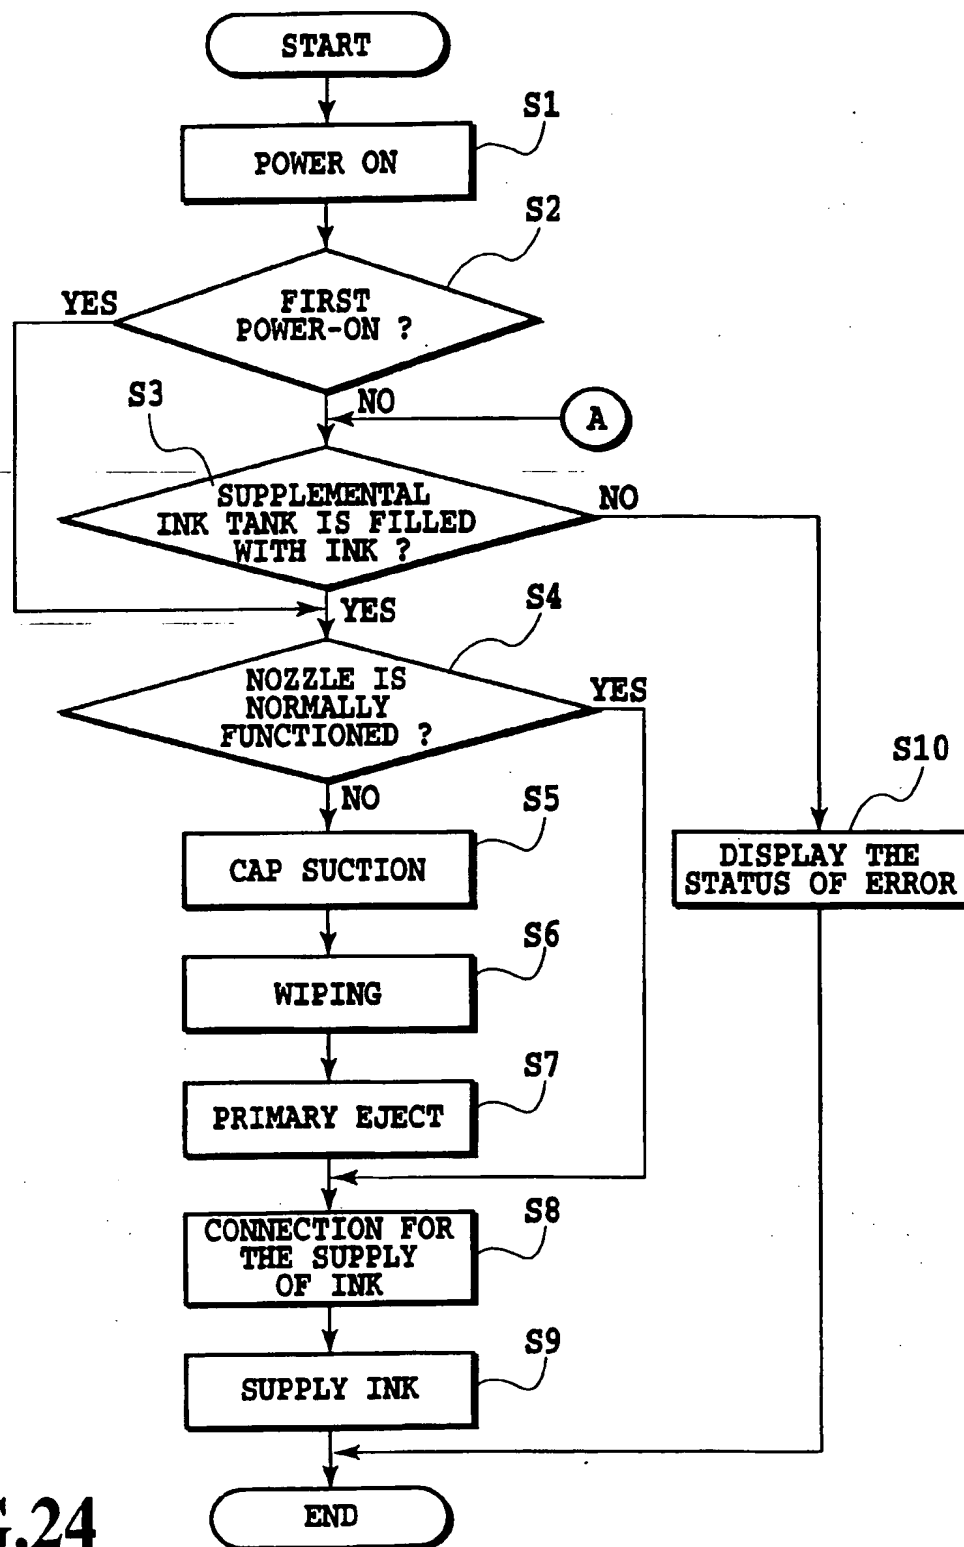 START
S1
POWER ON
S2
YES
FIRST
POWER-ON ?
S3
NO
A
SUPPLEMENTAL
INK TANK IS FILLED
WITH INK ?
NO
YES
S4
NOZZLE IS
NORMALLY
FUNCTIONED ?
YES
NO
S10
DISPLAY THE
STATUS OF ERROR
S5
CAP SUCTION
S6
WIPING
S7
PRIMARY EJECT
S8
CONNECTION FOR
THE SUPPLY
OF INK
S9
SUPPLY INK
END
G.24